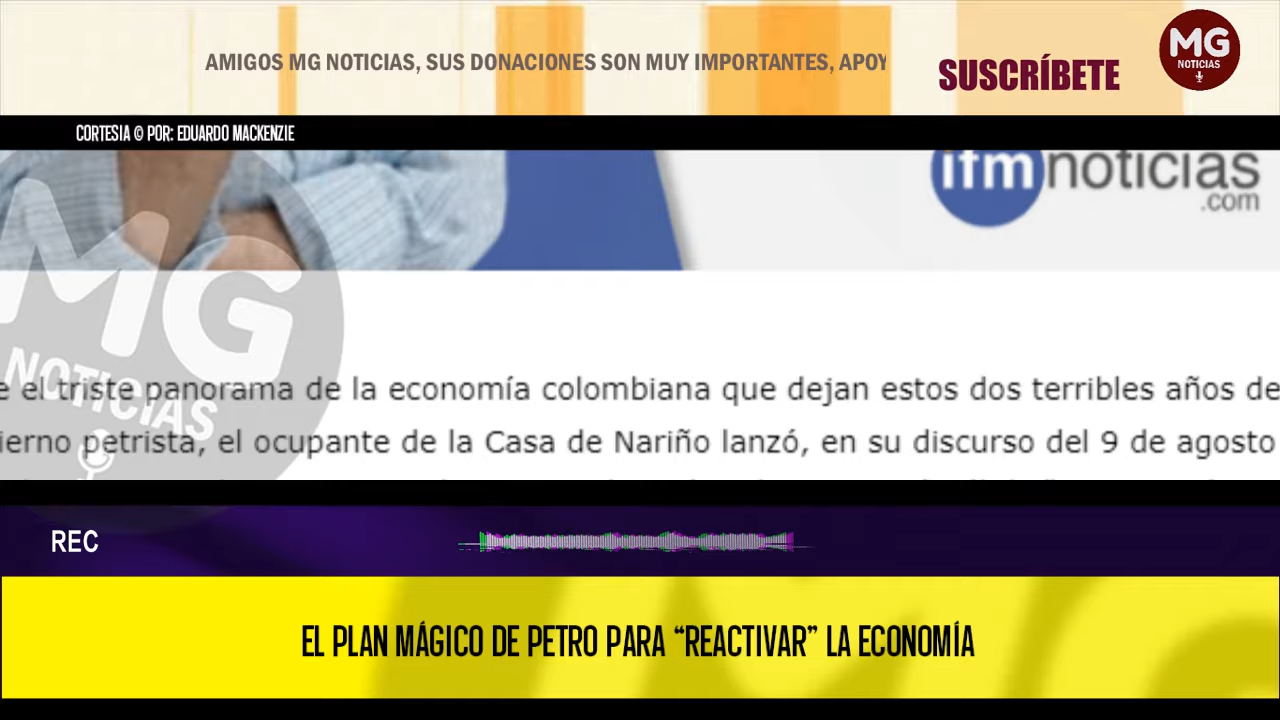 AMIGOS MG NOTICIAS, SUS DONACIONES SON MUY IMPORTANTES, APOY
SUSCRÍBETE
MG
NOTICIAS
CORTESIA © POR: EDUARDO MACKENZIE
ifmnoticias
.com
MG
NOTICIAS
e el triste panorama de la economía colombiana que dejan estos dos terribles años de
ierno petrista, el ocupante de la Casa de Nariño lanzó, en su discurso del 9 de agosto
REC
EL PLAN MÁGICO DE PETRO PARA “REACTIVAR” LA ECONOMÍA